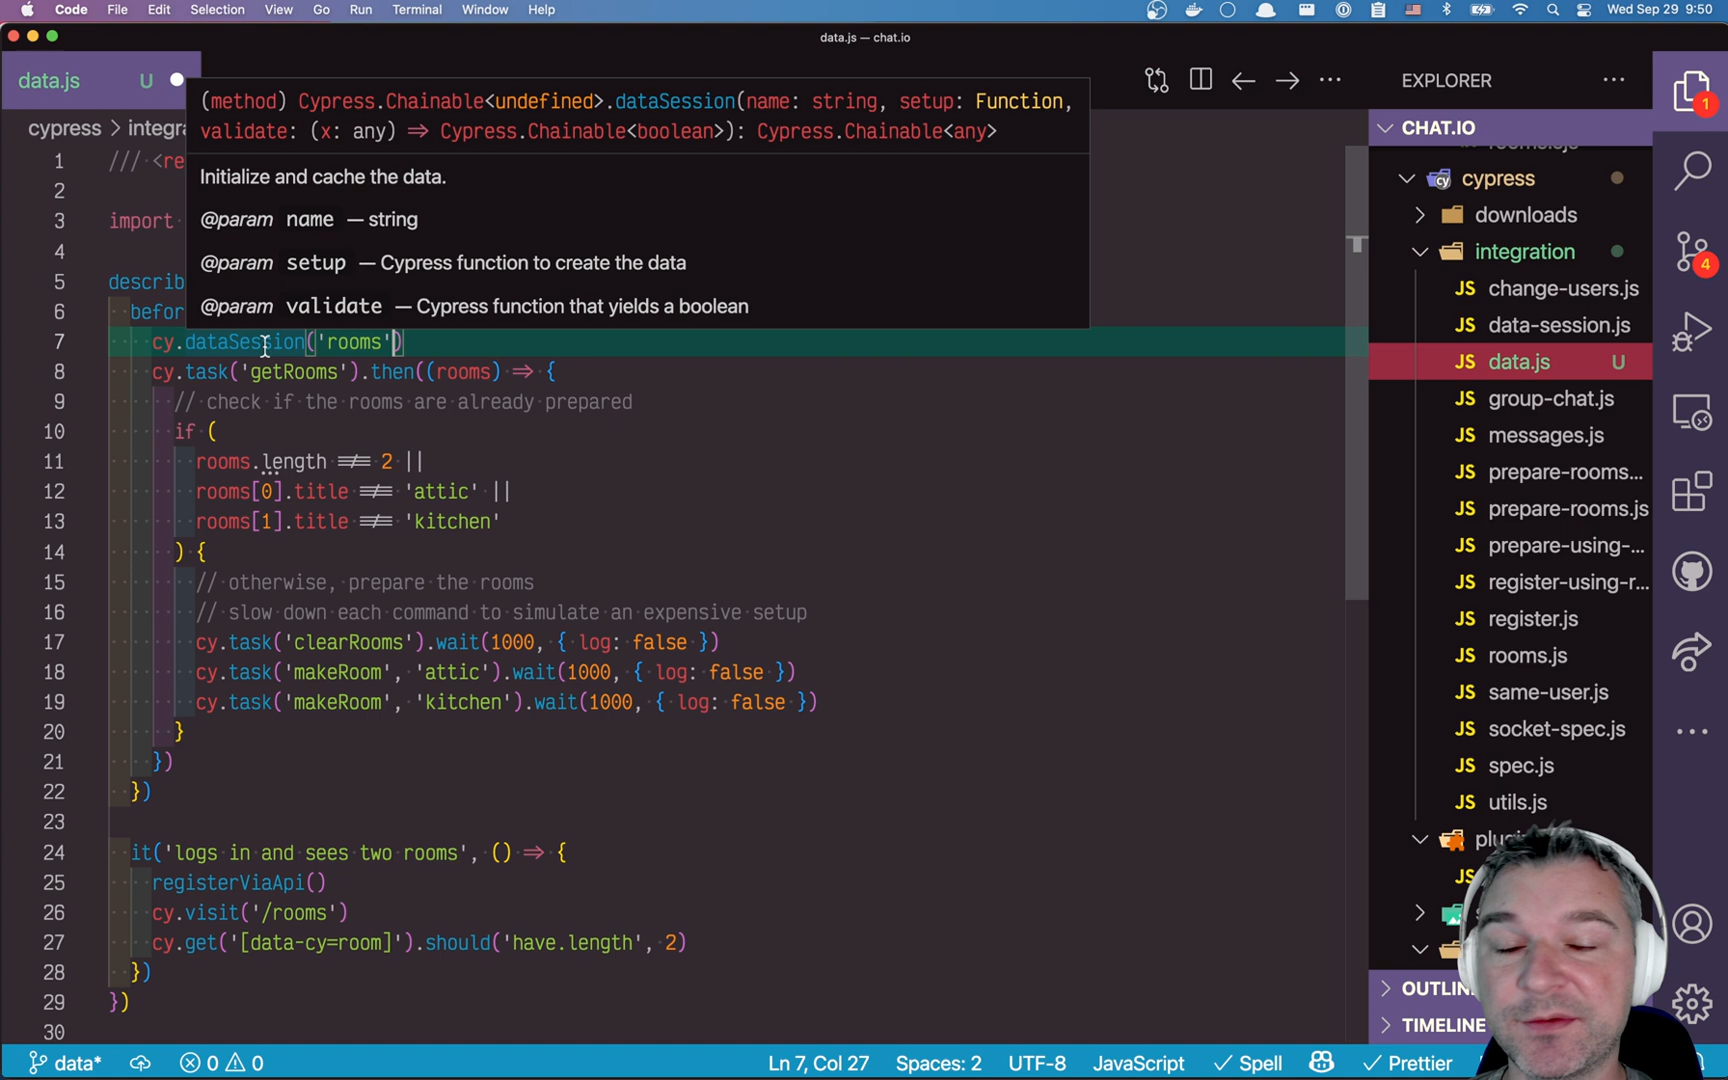 Code File Edit Selection View Go Run Terminal Window Help Wed Sep 29 9:50
data.js — chat.io
data.js U
EXPLORER
(method) Cypress.Chainable<undefined>.dataSession(name: string, setup: Function,
validate: (x: any) => Cypress.Chainable<boolean>): Cypress.Chainable<any>
Initialize and cache the data.
@param name — string
@param setup — Cypress function to create the data
@param validate — Cypress function that yields a boolean
cypress > integra
1 /// <re
2
3 import
4
5 describ
6 befor
7 cy.dataSession('rooms')
8 cy.task('getRooms').then((rooms) => {
9 // check if the rooms are already prepared
10 if (
11 rooms.length !== 2 ||
12 rooms[0].title !== 'attic' ||
13 rooms[1].title !== 'kitchen'
14 ) {
15 // otherwise, prepare the rooms
16 // slow down each command to simulate an expensive setup
17 cy.task('clearRooms').wait(1000, { log: false })
18 cy.task('makeRoom', 'attic').wait(1000, { log: false })
19 cy.task('makeRoom', 'kitchen').wait(1000, { log: false })
20 }
21 })
22 })
23
24 it('logs in and sees two rooms', () => {
25 registerViaApi()
26 cy.visit('/rooms')
27 cy.get('[data-cy=room]').should('have.length', 2)
28 })
29 })
30
CHAT.IO
cypress
downloads
integration
JS change-users.js
JS data-session.js
JS data.js U
JS group-chat.js
JS messages.js
JS prepare-rooms...
JS prepare-rooms.js
JS prepare-using-...
JS register-using-r...
JS register.js
JS rooms.js
JS same-user.js
JS socket-spec.js
JS spec.js
JS utils.js
plu
JS
OUTLIN
TIMELINE
1
4
data* 0 0 Ln 7, Col 27 Spaces: 2 UTF-8 JavaScript Spell Prettier